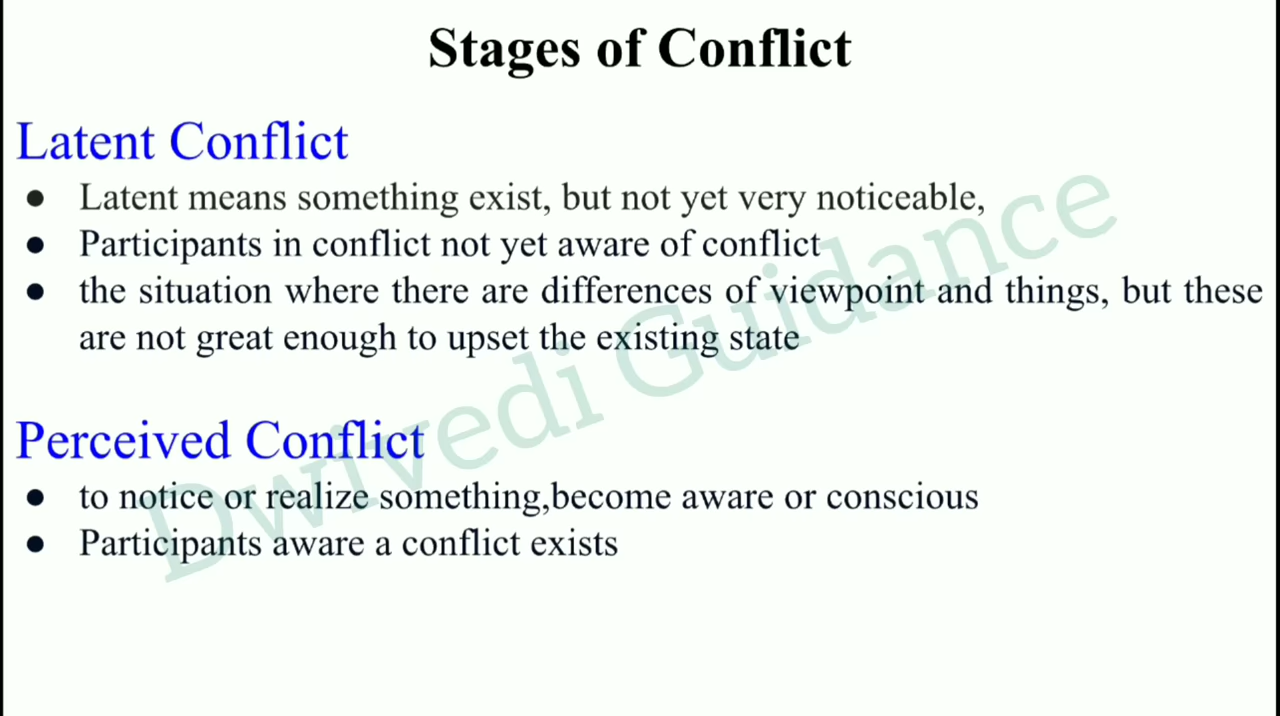 Stages of Conflict
Latent Conflict
● Latent means something exist, but not yet very noticeable,
● Participants in conflict not yet aware of conflict
● the situation where there are differences of viewpoint and things, but these
are not great enough to upset the existing state
Perceived Conflict
● to notice or realize something,become aware or conscious
● Participants aware a conflict exists
Dwivedi Guidance